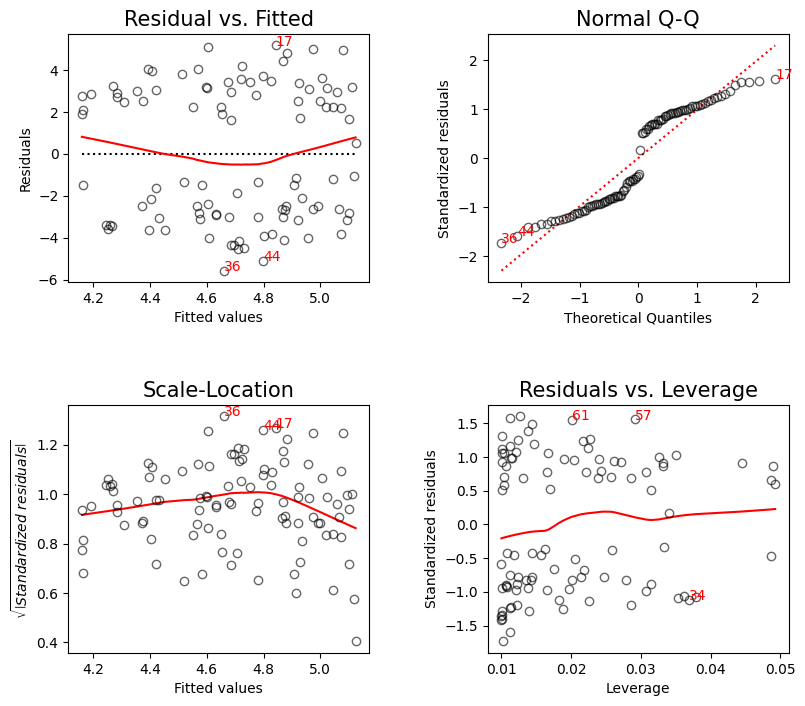 Residual vs. Fitted
Residuals
6
4
2
0
−2
−4
−6
17
36
44
4.2 4.4 4.6 4.8 5.0
Fitted values
Normal Q-Q
Standardized residuals
2
1
0
−1
−2
17
36
44
−2 −1 0 1 2
Theoretical Quantiles
Scale-Location
√|Standardized residuals|
1.2
1.0
0.8
0.6
0.4
36
44
17
4.2 4.4 4.6 4.8 5.0
Fitted values
Residuals vs. Leverage
Standardized residuals
1.5
1.0
0.5
0.0
−0.5
−1.0
−1.5
61
57
34
0.01 0.02 0.03 0.04 0.05
Leverage